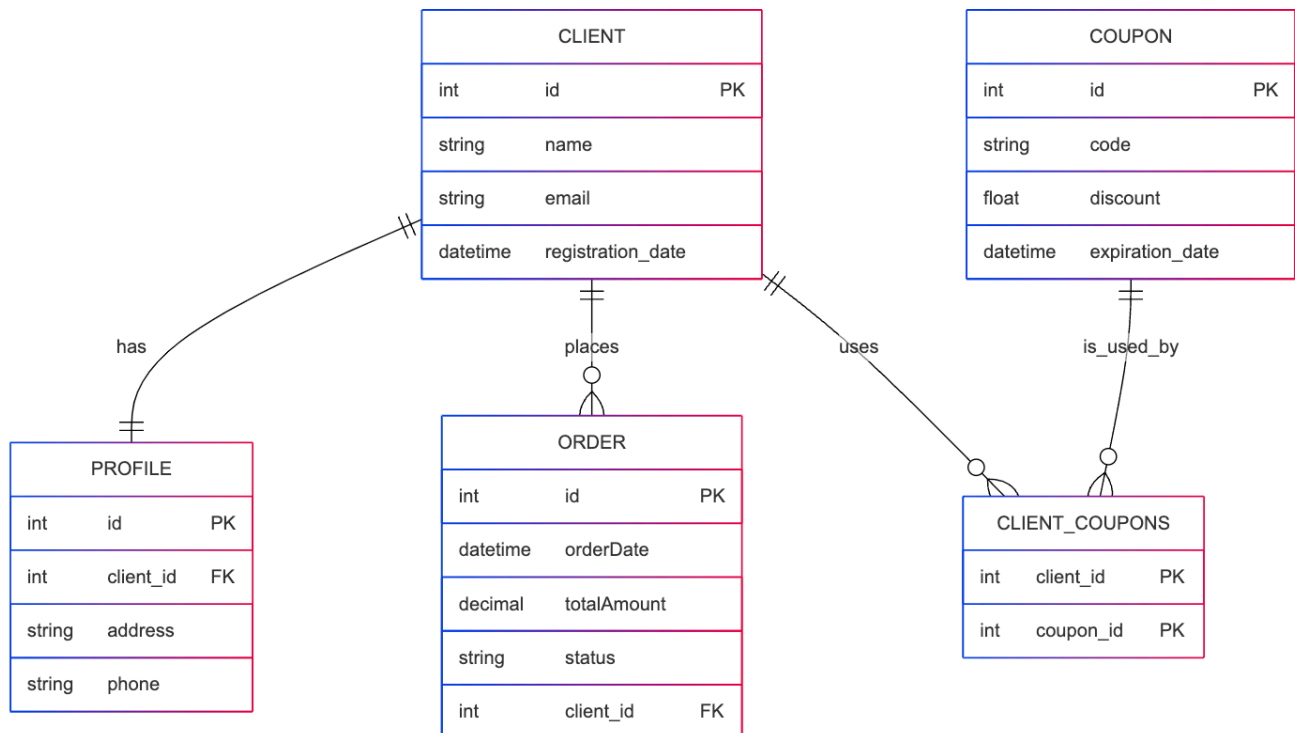 CLIENT
int id PK
string name
string email
datetime registration_date
COUPON
int id PK
string code
float discount
datetime expiration_date
has
places
uses
is_used_by
PROFILE
int id PK
int client_id FK
string address
string phone
ORDER
int id PK
datetime orderDate
decimal totalAmount
string status
int client_id FK
CLIENT_COUPONS
int client_id PK
int coupon_id PK